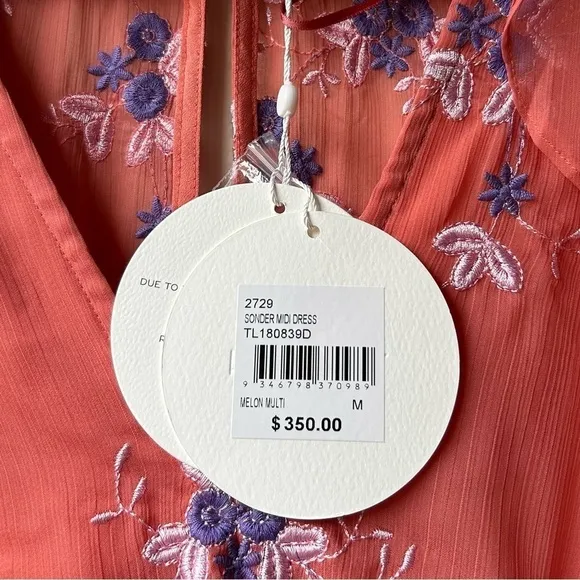 DUE TO
R
2729
SONDER MIDI DRESS
TL180839D
9 346798 370989
MELON MULTI M
$350.00